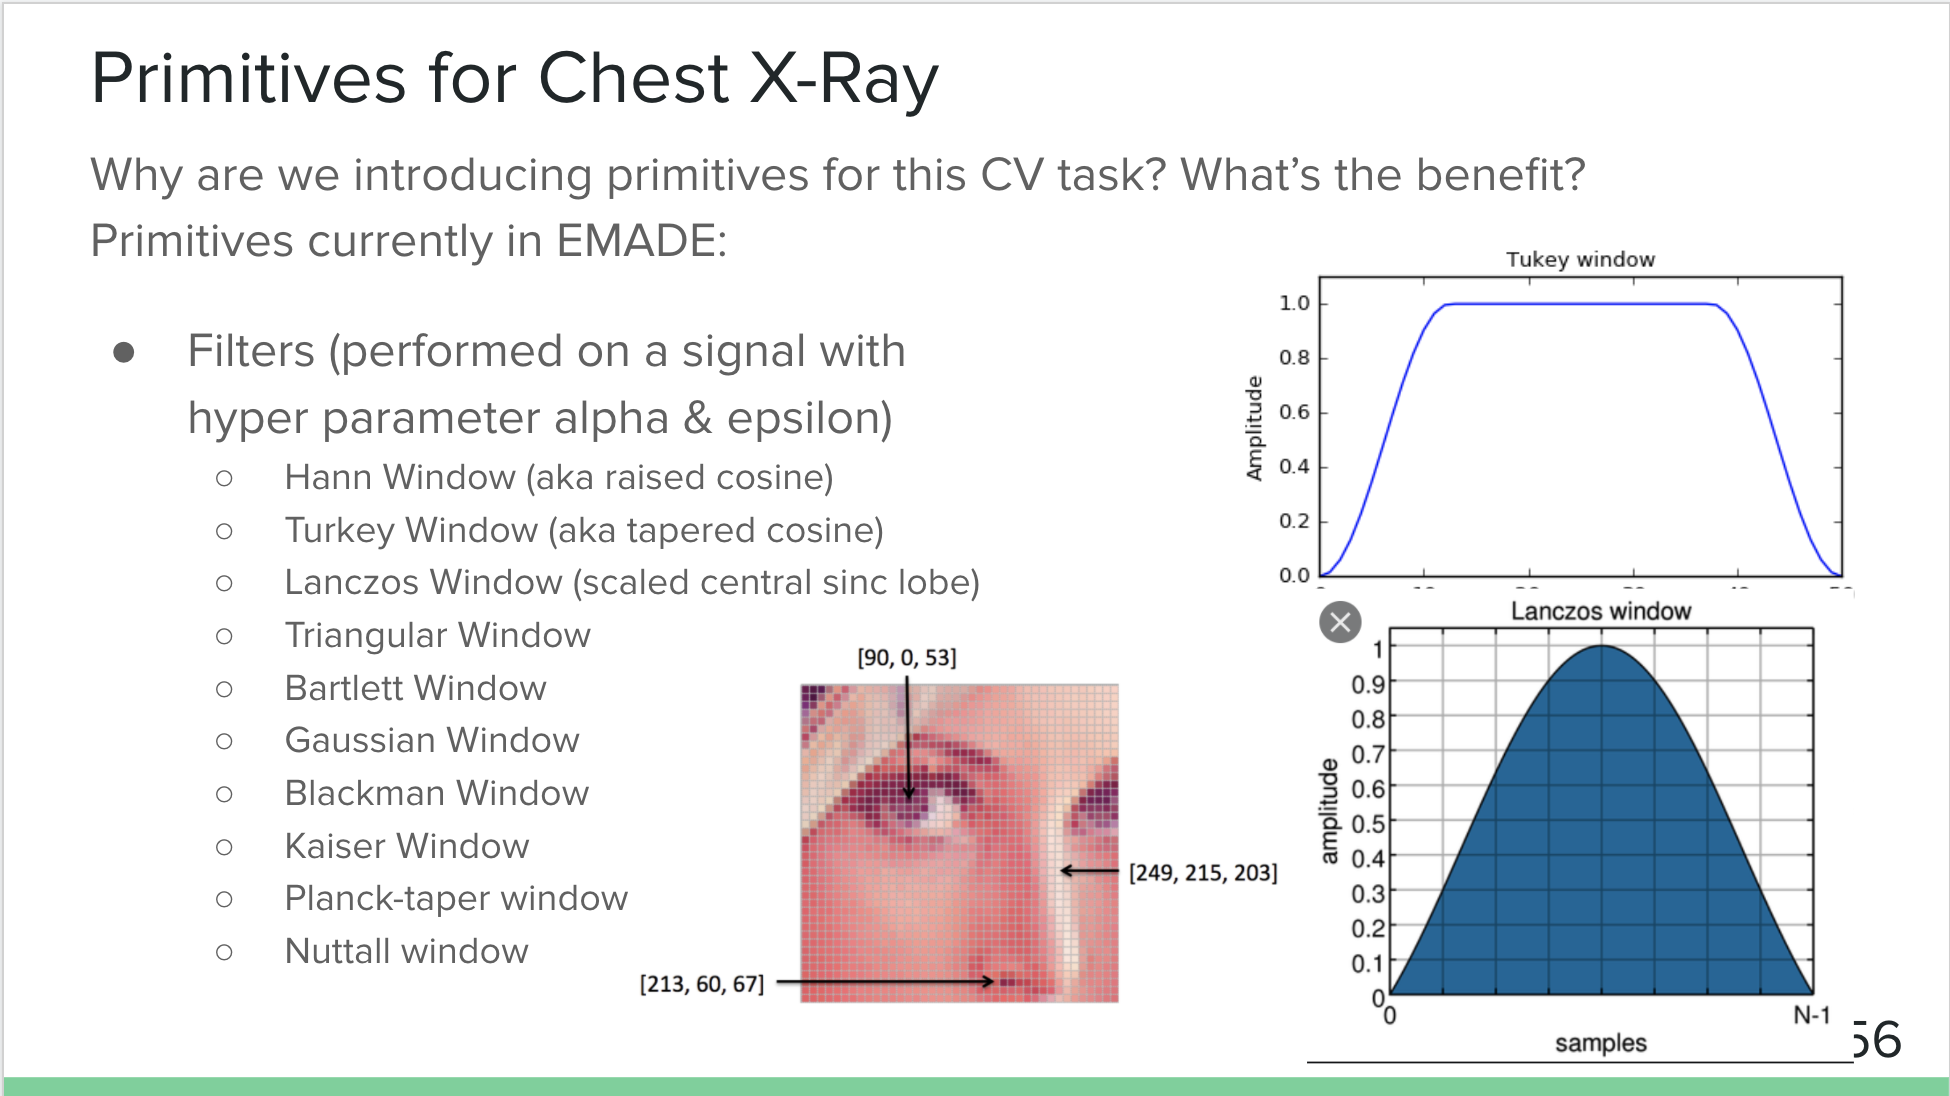 Primitives for Chest X-Ray
Why are we introducing primitives for this CV task? What’s the benefit?
Primitives currently in EMADE:
● Filters (performed on a signal with
hyper parameter alpha & epsilon)
○ Hann Window (aka raised cosine)
○ Turkey Window (aka tapered cosine)
○ Lanczos Window (scaled central sinc lobe)
○ Triangular Window
○ Bartlett Window
○ Gaussian Window
○ Blackman Window
○ Kaiser Window
○ Planck-taper window
○ Nuttall window
[90, 0, 53]
[249, 215, 203]
[213, 60, 67]
Tukey window
Amplitude
1.0
0.8
0.6
0.4
0.2
0.0
Lanczos window
amplitude
1
0.9
0.8
0.7
0.6
0.5
0.4
0.3
0.2
0.1
0
0 N-1
samples
56